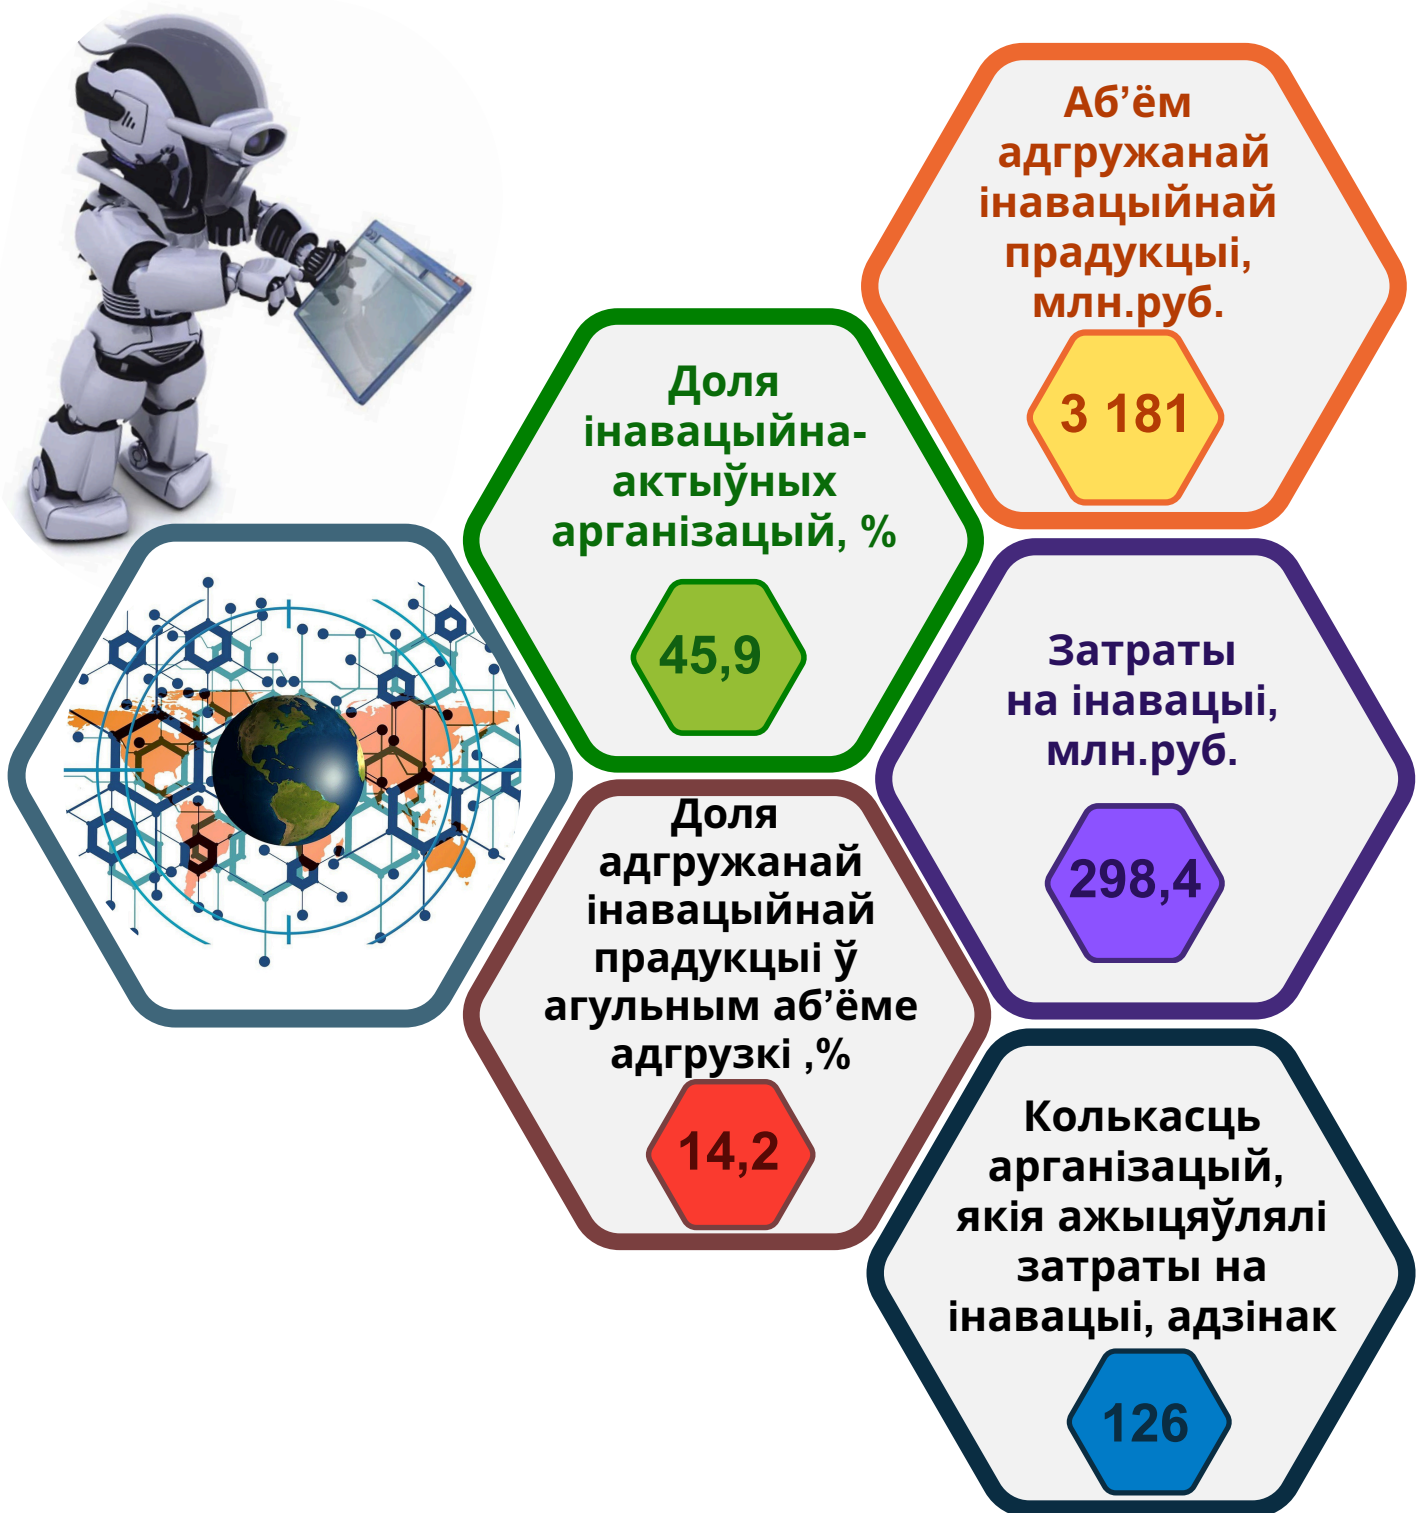 Аб’ём
адгружанай
інавацыйнай
прадукцыі,
млн.руб.
3 181
Доля
інавацыйна-
актыўных
арганізацый, %
45,9
Затраты
на інавацыі,
млн.руб.
298,4
Доля
адгружанай
інавацыйнай
прадукцыі ў
агульным аб’ёме
адгрузкі ,%
14,2
Колькасць
арганізацый,
якія ажыцяўлялі
затраты на
інавацыі, адзінак
126